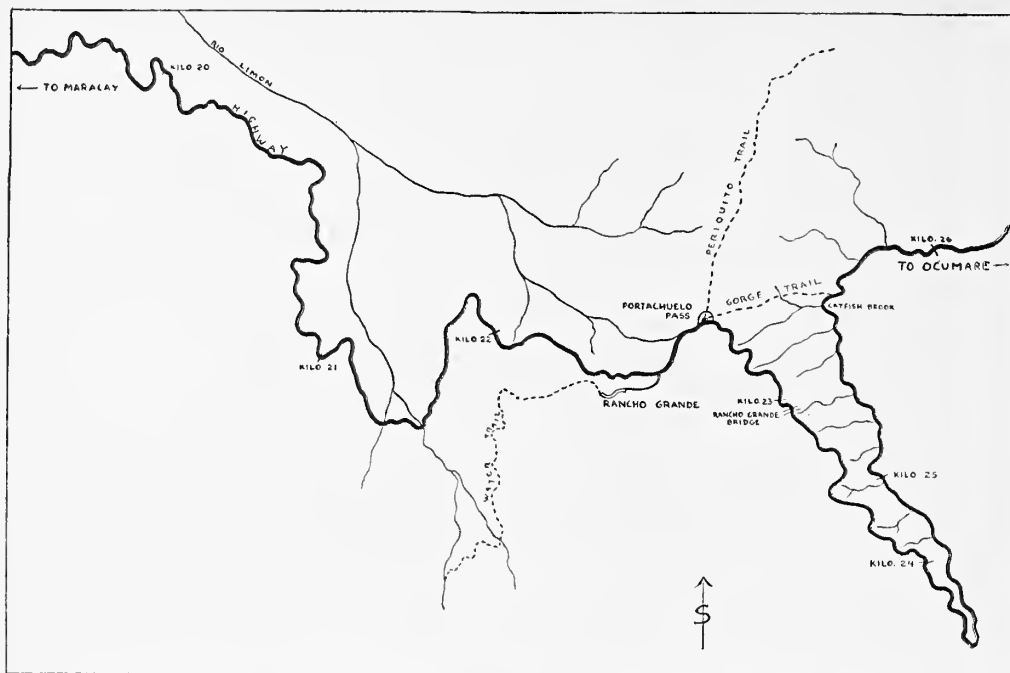 RIO LIMON
KILO 20
← TO MARACAY
HIGHWAY
PERIQUITO TRAIL
KILO. 26
TO OCUMARE →
GORGE TRAIL
PORTACHUELO
PASS
CATFISH BROOK
KILO. 22
KILO. 21
RANCHO GRANDE
KILO. 23
RANCHO GRANDE
BRIDGE
WATER TRAIL
KILO. 25
KILO. 24
S